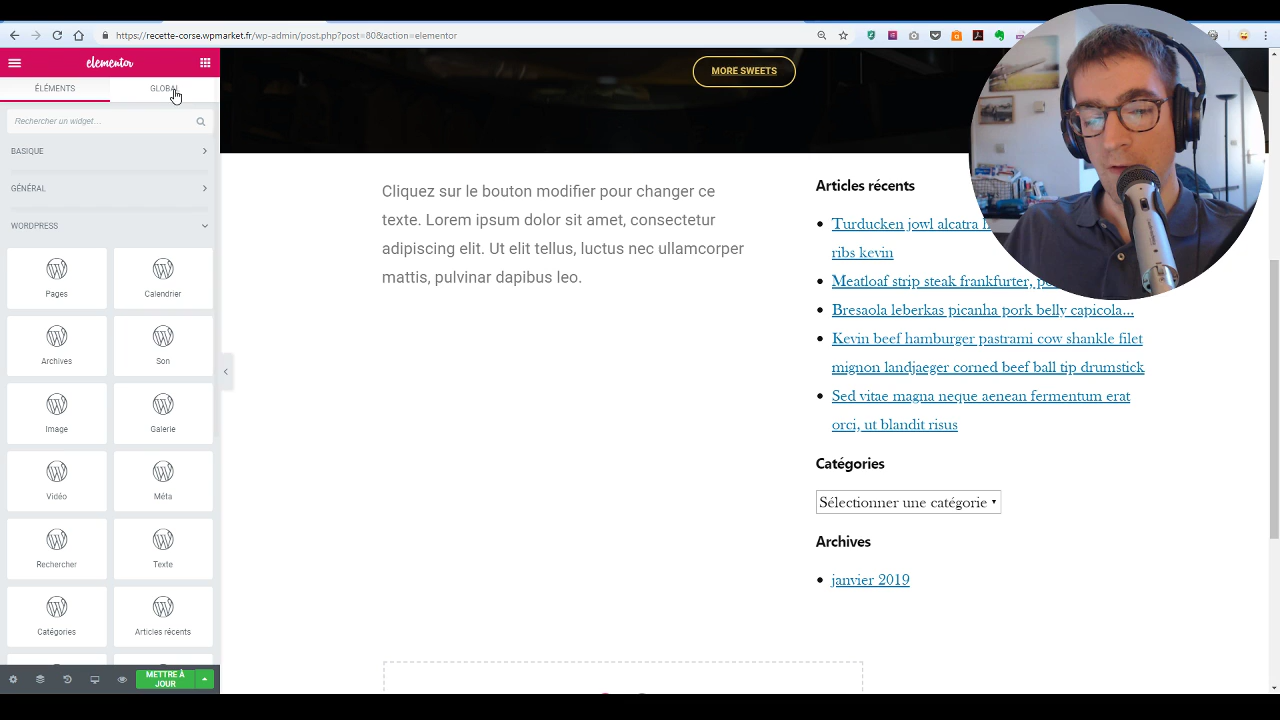 https://recette-corse.wpmarket.fr/wp-admin/post.php?post=80&action=elementor
elementor
ÉLÉMENTS
GLOBAL
Rechercher un widget...
BASIQUE
GÉNÉRAL
WORDPRESS
Pages
Calendrier
Archives
Son
Image
Galerie
Vidéo
Méta
Rechercher
Texte
Catégories
Articles récents
METTRE À
JOUR
MORE SWEETS
Cliquez sur le bouton modifier pour changer ce
texte. Lorem ipsum dolor sit amet, consectetur
adipiscing elit. Ut elit tellus, luctus nec ullamcorper
mattis, pulvinar dapibus leo.
Articles récents
Turducken jowl alcatra
ribs kevin
Meatloaf strip steak frankfurter,
Bresaola leberkas picanha pork belly capicola…
Kevin beef hamburger pastrami cow shankle filet
mignon landjaeger corned beef ball tip drumstick
Sed vitae magna neque aenean fermentum erat
orci, ut blandit risus
Catégories
Sélectionner une catégorie
Archives
janvier 2019